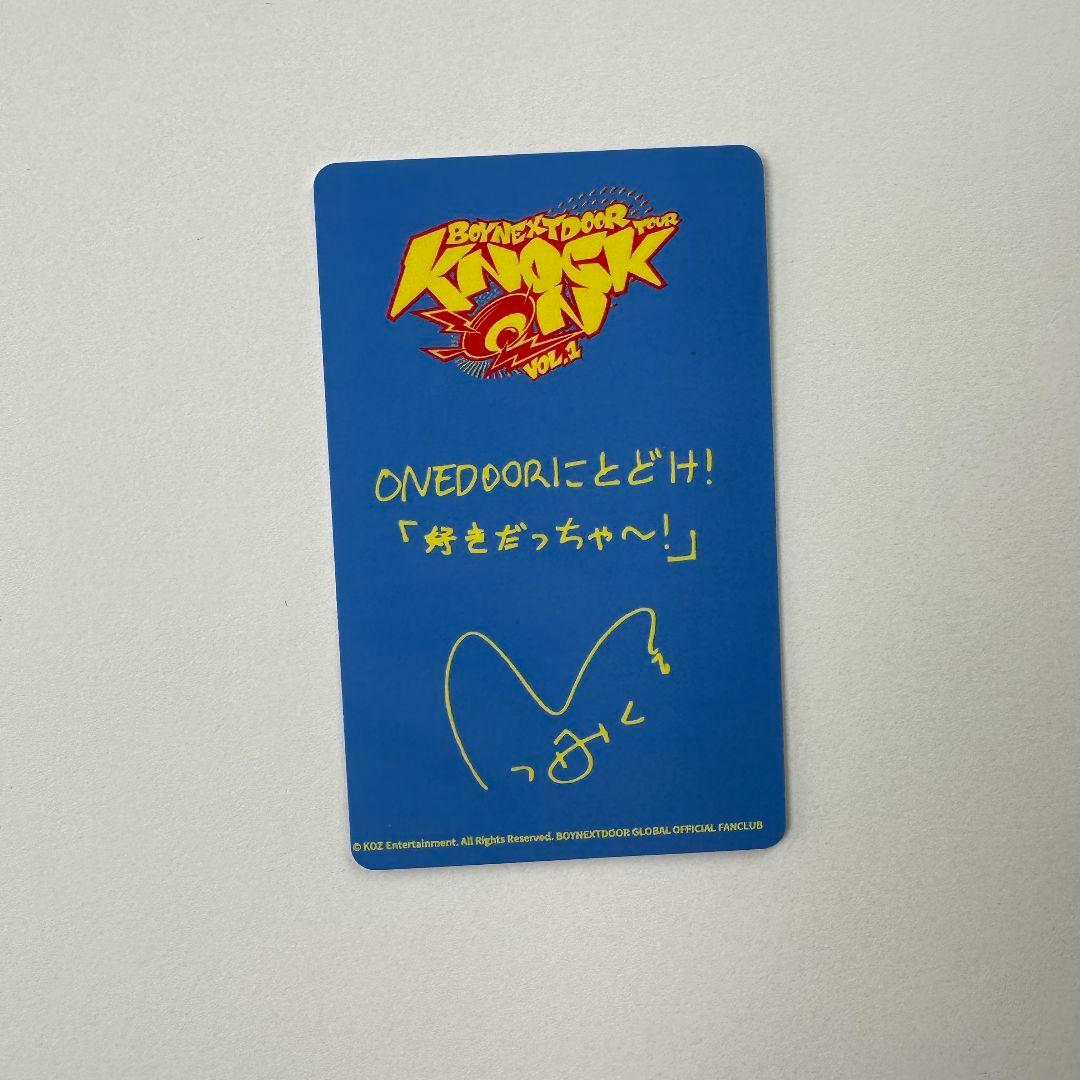 BOYNEXTDOOR TOUR
KNOCK
ON
VOL.1
ONEDOORにとどけ!
「好きだっちゃ〜!」
© KOZ Entertainment. All Rights Reserved. BOYNEXTDOOR GLOBAL OFFICIAL FANCLUB